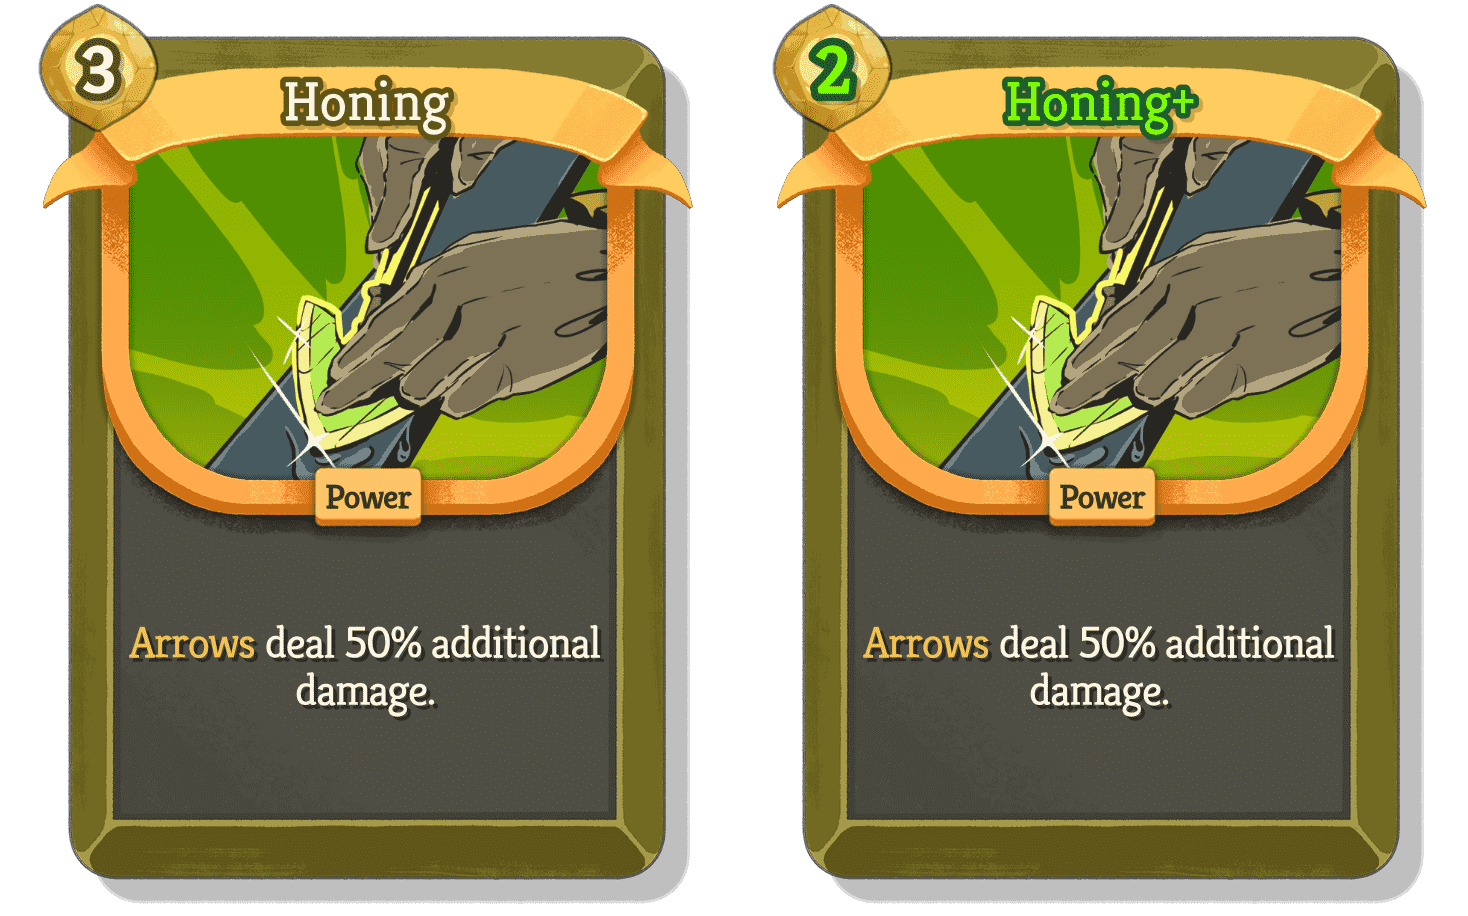 3
Honing
Power
Arrows deal 50% additional
damage.
2
Honing+
Power
Arrows deal 50% additional
damage.